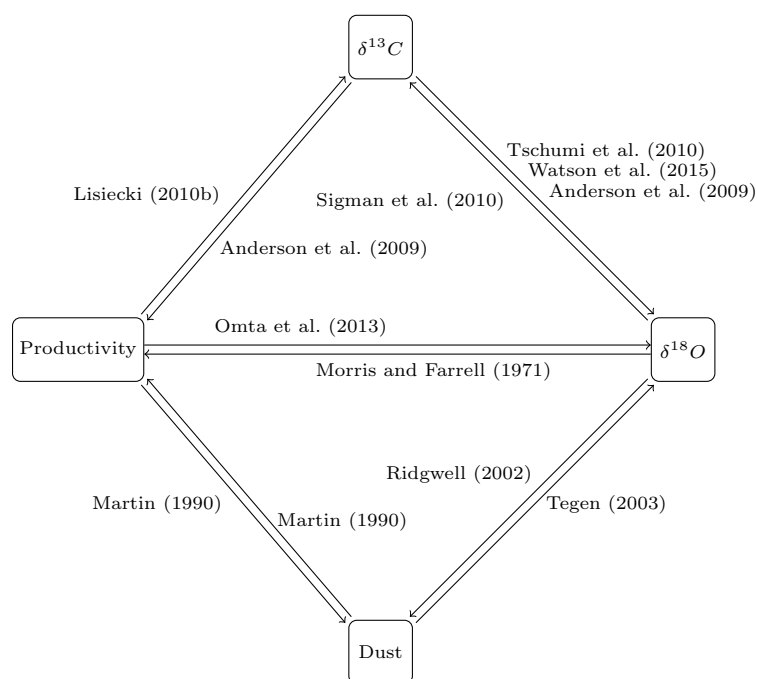 δ¹³C
Tschumi et al. (2010)
Watson et al. (2015)
Anderson et al. (2009)
Lisiecki (2010b)
Sigman et al. (2010)
Anderson et al. (2009)
Omta et al. (2013)
Productivity
δ¹⁸O
Morris and Farrell (1971)
Ridgwell (2002)
Martin (1990)
Tegen (2003)
Martin (1990)
Dust